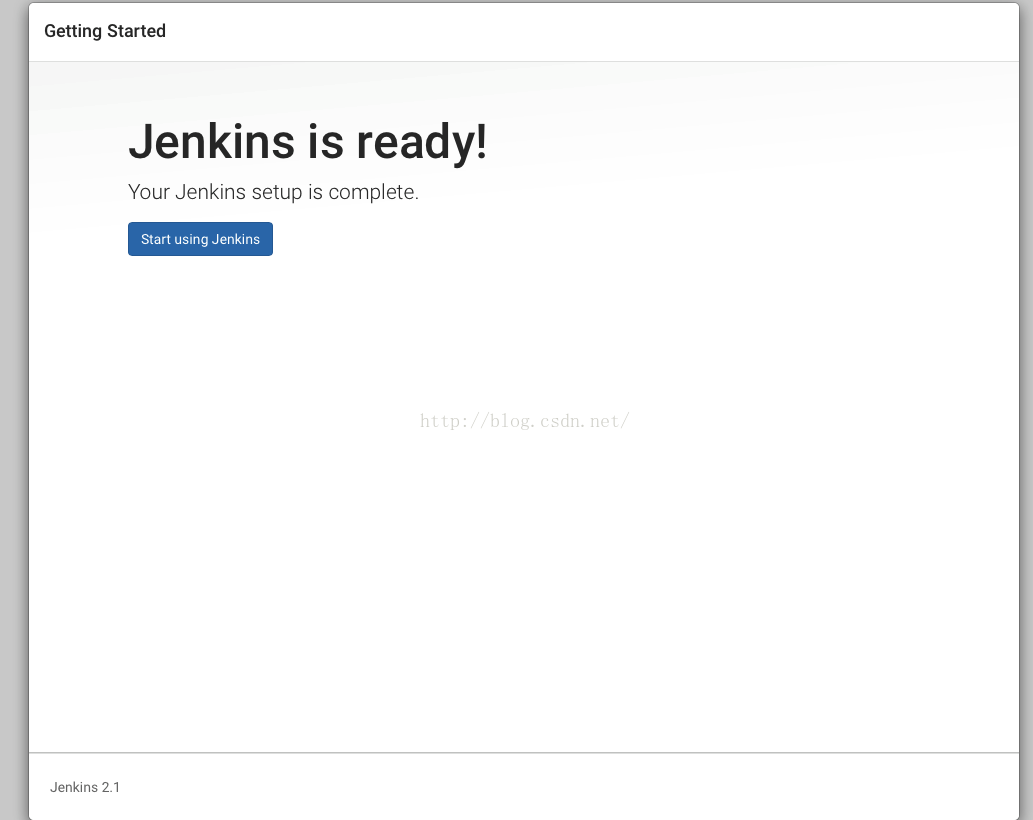 Getting Started
Jenkins is ready!
Your Jenkins setup is complete.
Start using Jenkins
http://blog.csdn.net/
Jenkins 2.1